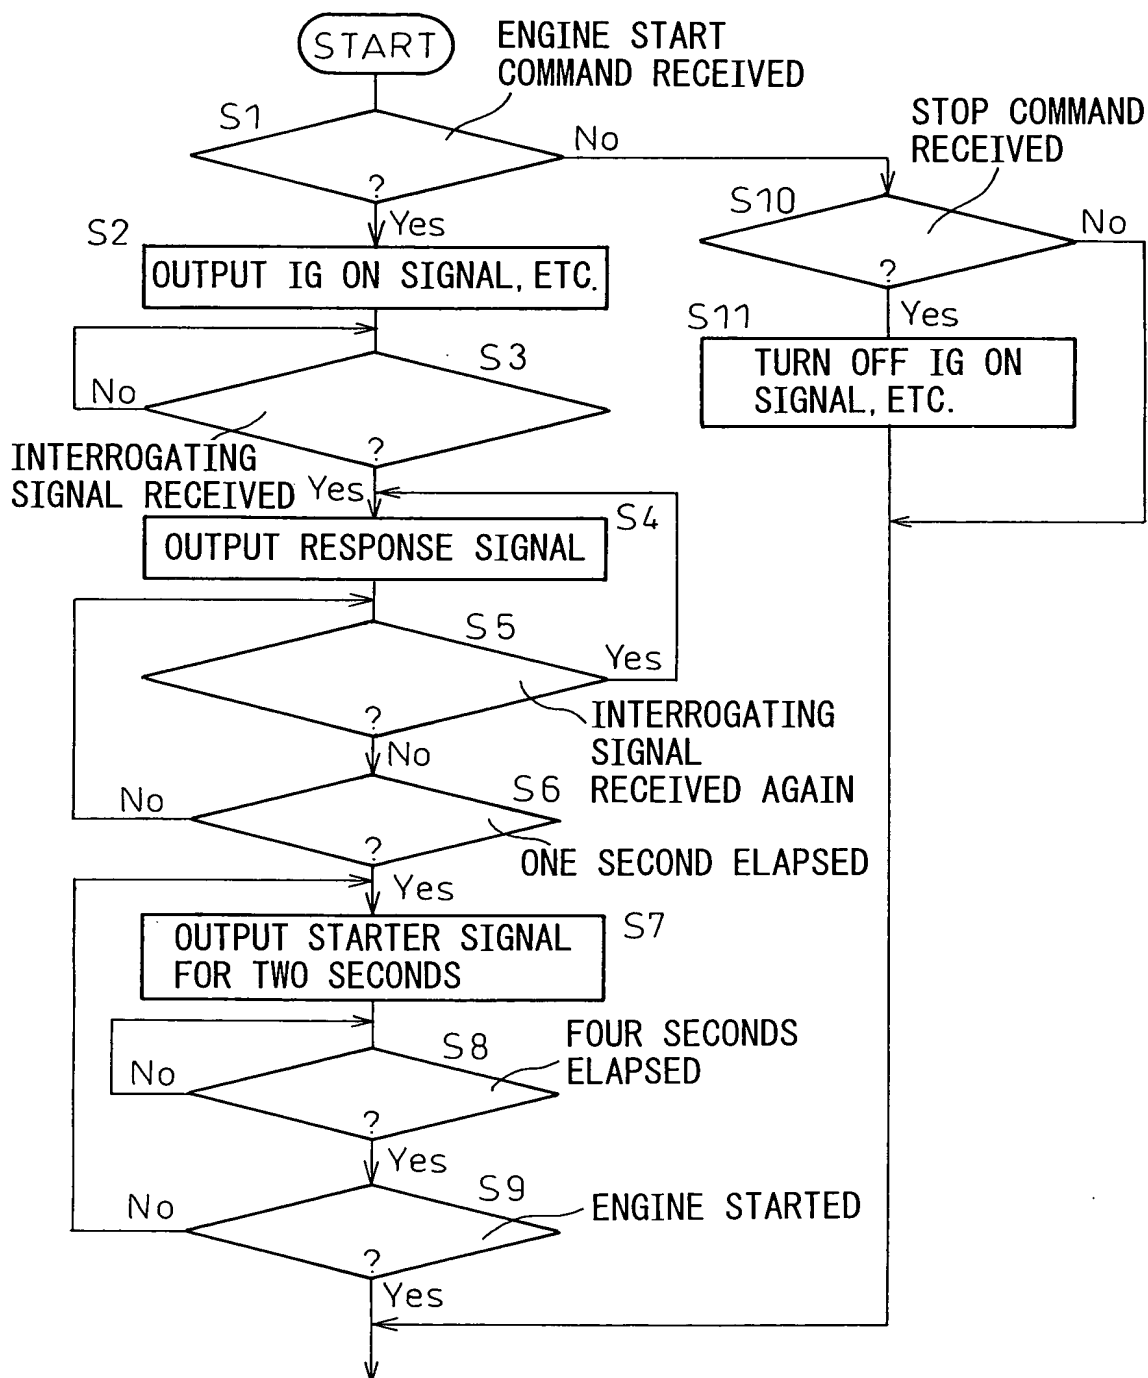 START
ENGINE START
COMMAND RECEIVED
S1
?
No
Yes
STOP COMMAND
RECEIVED
S10
?
No
Yes
S2
OUTPUT IG ON SIGNAL, ETC.
S11
TURN OFF IG ON
SIGNAL, ETC.
S3
No
?
INTERROGATING
SIGNAL RECEIVED
Yes
S4
OUTPUT RESPONSE SIGNAL
S5
Yes
?
INTERROGATING
SIGNAL
RECEIVED AGAIN
No
S6
No
?
ONE SECOND ELAPSED
Yes
S7
OUTPUT STARTER SIGNAL
FOR TWO SECONDS
S8
FOUR SECONDS
ELAPSED
No
?
Yes
S9
No
ENGINE STARTED
?
Yes